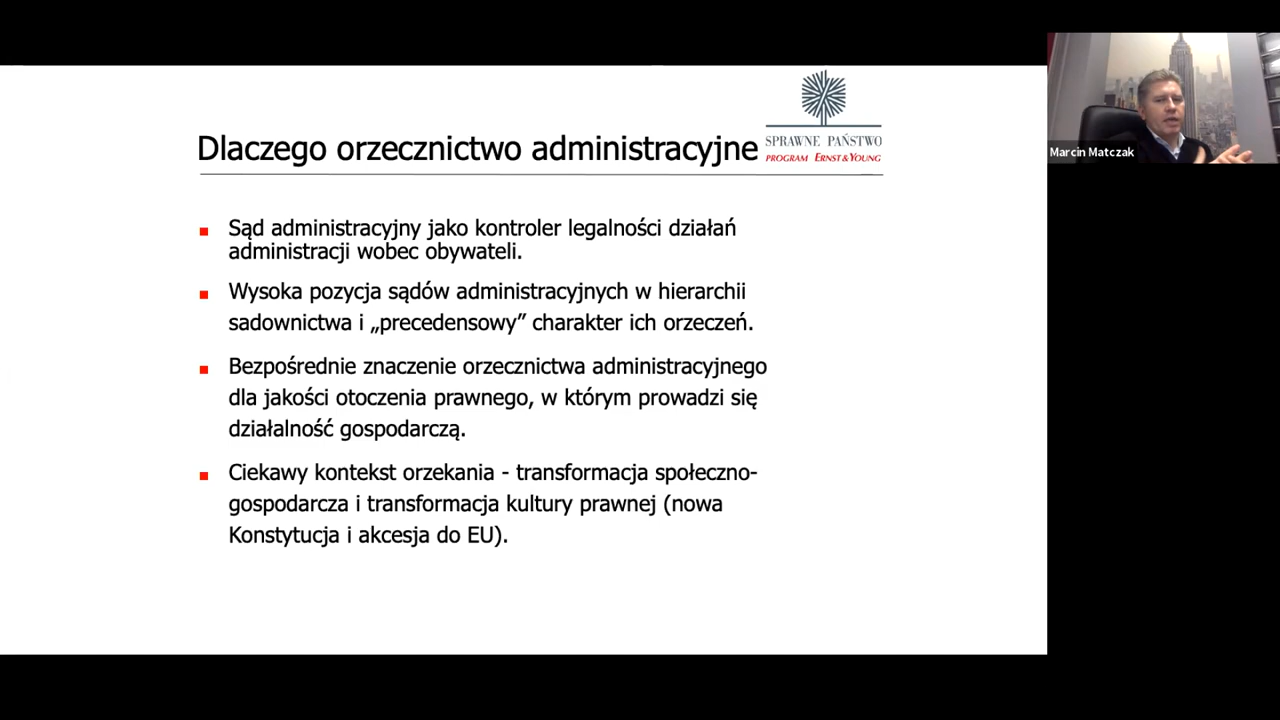 Dlaczego orzecznictwo administracyjne
SPRAWNE PAŃSTWO
PROGRAM ERNST & YOUNG
Marcin Matczak
Sąd administracyjny jako kontroler legalności działań
administracji wobec obywateli.
Wysoka pozycja sądów administracyjnych w hierarchii
sadownictwa i „precedensowy” charakter ich orzeczeń.
Bezpośrednie znaczenie orzecznictwa administracyjnego
dla jakości otoczenia prawnego, w którym prowadzi się
działalność gospodarczą.
Ciekawy kontekst orzekania - transformacja społeczno-
gospodarcza i transformacja kultury prawnej (nowa
Konstytucja i akcesja do EU).